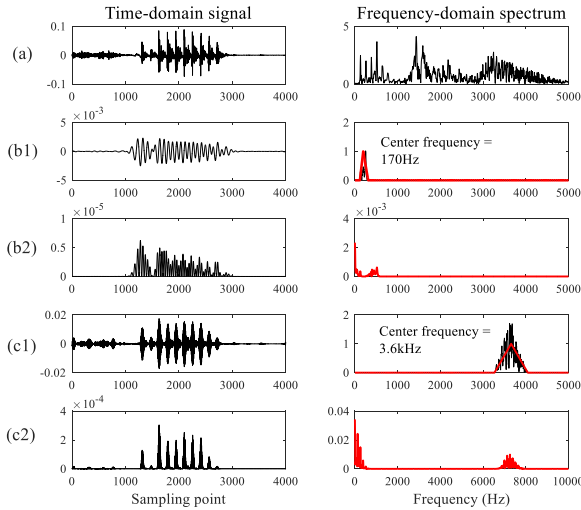 Time-domain signal Frequency-domain spectrum
(a)
0.1
0
-0.1
0 1000 2000 3000 4000
5
0
0 1000 2000 3000 4000 5000
(b1)
× 10⁻³
5
0
-5
0 1000 2000 3000 4000
2
1
0
Center frequency =
170Hz
0 1000 2000 3000 4000 5000
(b2)
× 10⁻⁵
1
0.5
0
0 1000 2000 3000 4000
× 10⁻³
4
2
0
0 1000 2000 3000 4000 5000
(c1)
0.02
0
-0.02
0 1000 2000 3000 4000
2
1
0
Center frequency =
3.6kHz
0 1000 2000 3000 4000 5000
(c2)
× 10⁻⁴
4
2
0
0 1000 2000 3000 4000
Sampling point
0.04
0.02
0
0 2000 4000 6000 8000 10000
Frequency (Hz)